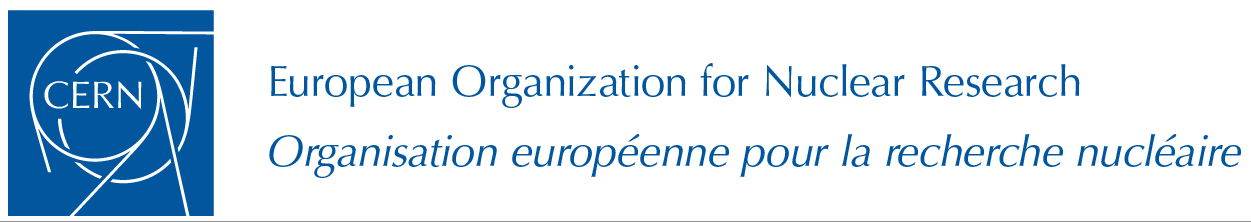 CERN
European Organization for Nuclear Research
Organisation européenne pour la recherche nucléaire